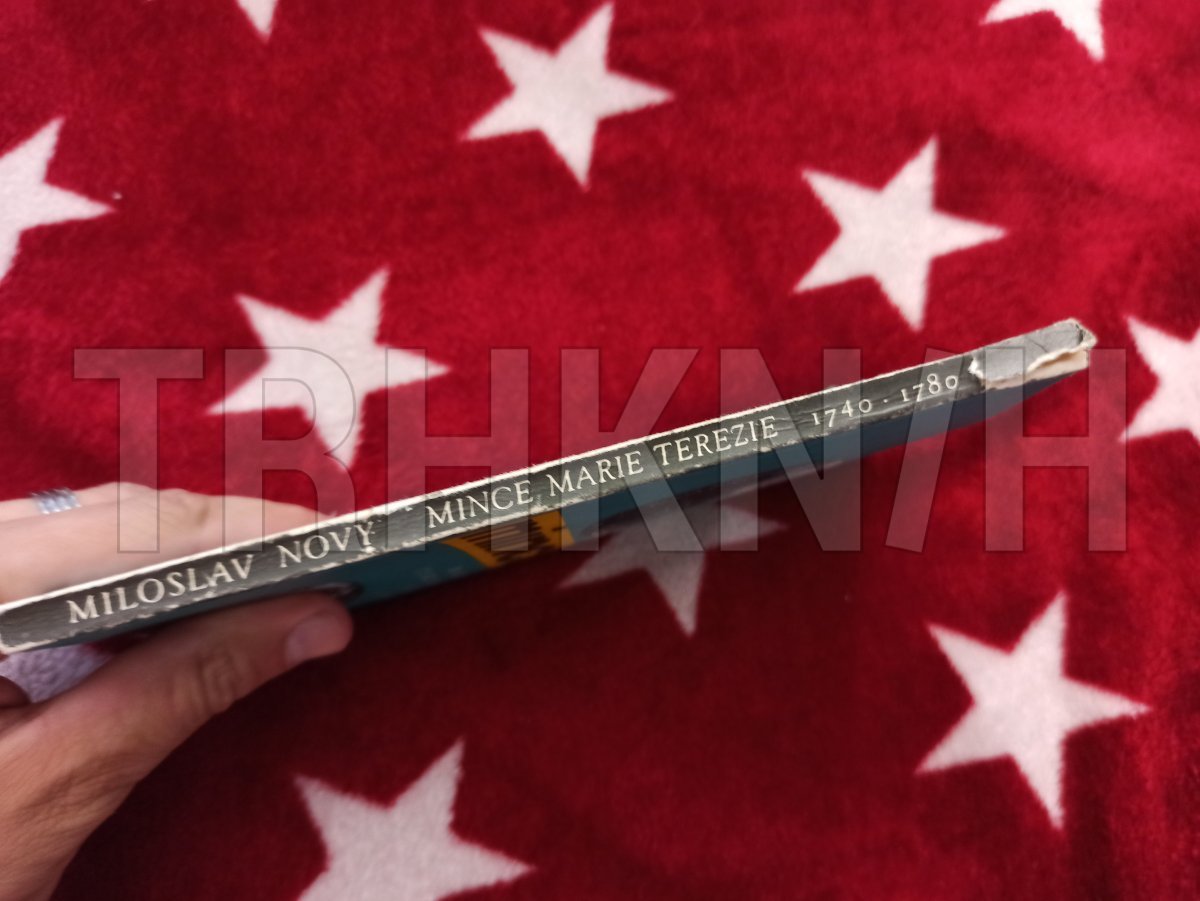 MILOSLAV NOVÝ MINCE MARIE TEREZIE 1740 · 1780
TRHKNIH